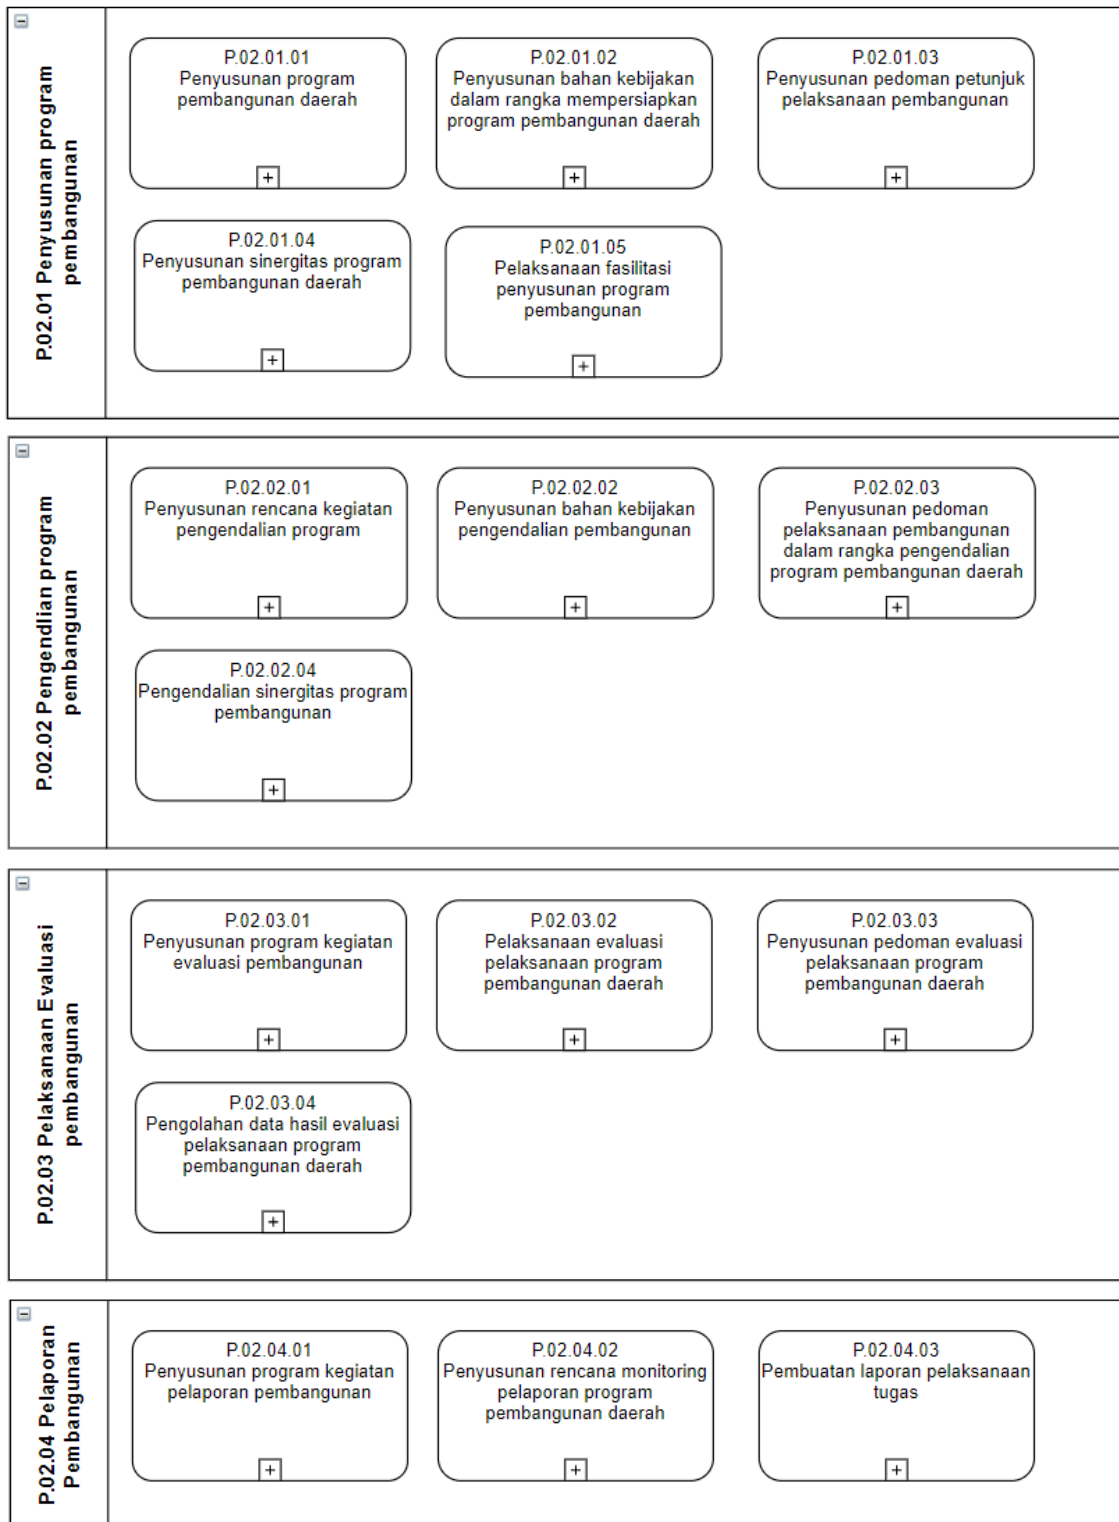 P.02.01 Penyusunan program
pembangunan
P.02.01.01
Penyusunan program
pembangunan daerah
P.02.01.02
Penyusunan bahan kebijakan
dalam rangka mempersiapkan
program pembangunan daerah
P.02.01.03
Penyusunan pedoman petunjuk
pelaksanaan pembangunan
P.02.01.04
Penyusunan sinergitas program
pembangunan daerah
P.02.01.05
Pelaksanaan fasilitasi
penyusunan program
pembangunan
P.02.02 Pengendlian program
pembangunan
P.02.02.01
Penyusunan rencana kegiatan
pengendalian program
P.02.02.02
Penyusunan bahan kebijakan
pengendalian pembangunan
P.02.02.03
Penyusunan pedoman
pelaksanaan pembangunan
dalam rangka pengendalian
program pembangunan daerah
P.02.02.04
Pengendalian sinergitas program
pembangunan
P.02.03 Pelaksanaan Evaluasi
pembangunan
P.02.03.01
Penyusunan program kegiatan
evaluasi pembangunan
P.02.03.02
Pelaksanaan evaluasi
pelaksanaan program
pembangunan daerah
P.02.03.03
Penyusunan pedoman evaluasi
pelaksanaan program
pembangunan daerah
P.02.03.04
Pengolahan data hasil evaluasi
pelaksanaan program
pembangunan daerah
P.02.04 Pelaporan
Pembangunan
P.02.04.01
Penyusunan program kegiatan
pelaporan pembangunan
P.02.04.02
Penyusunan rencana monitoring
pelaporan program
pembangunan daerah
P.02.04.03
Pembuatan laporan pelaksanaan
tugas